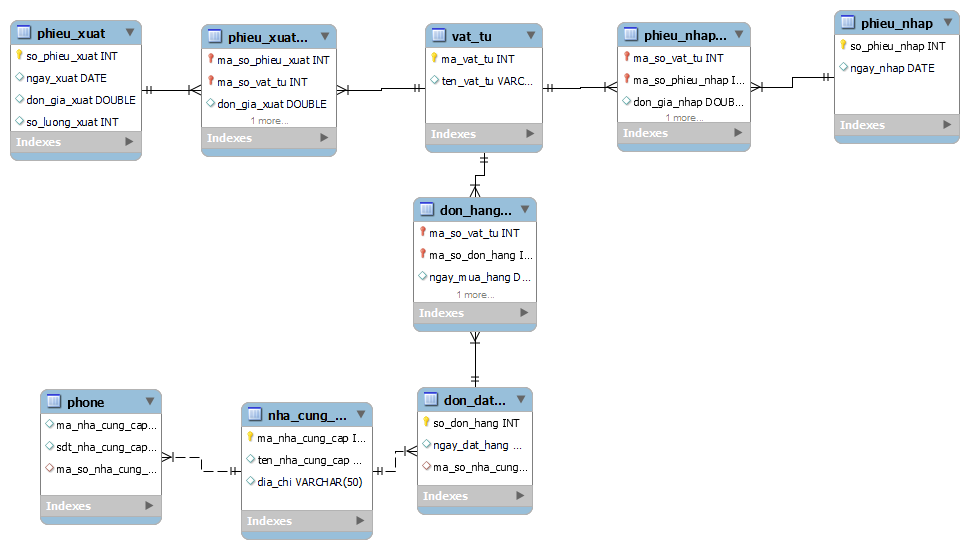 phieu_xuat
so_phieu_xuat INT
ngay_xuat DATE
don_gia_xuat DOUBLE
so_luong_xuat INT
Indexes
phieu_xuat...
ma_so_phieu_xuat INT
ma_so_vat_tu INT
don_gia_xuat DOUBLE
1 more...
Indexes
vat_tu
ma_vat_tu INT
ten_vat_tu VARC...
Indexes
phieu_nhap...
ma_so_vat_tu INT
ma_so_phieu_nhap I...
don_gia_nhap DOUB...
1 more...
Indexes
phieu_nhap
so_phieu_nhap INT
ngay_nhap DATE
Indexes
don_hang...
ma_so_vat_tu INT
ma_so_don_hang I...
ngay_mua_hang D...
1 more...
Indexes
phone
ma_nha_cung_cap...
sdt_nha_cung_cap...
ma_so_nha_cung_...
Indexes
nha_cung_...
ma_nha_cung_cap I...
ten_nha_cung_cap ...
dia_chi VARCHAR(50)
Indexes
don_dat...
so_don_hang INT
ngay_dat_hang ...
ma_so_nha_cung...
Indexes